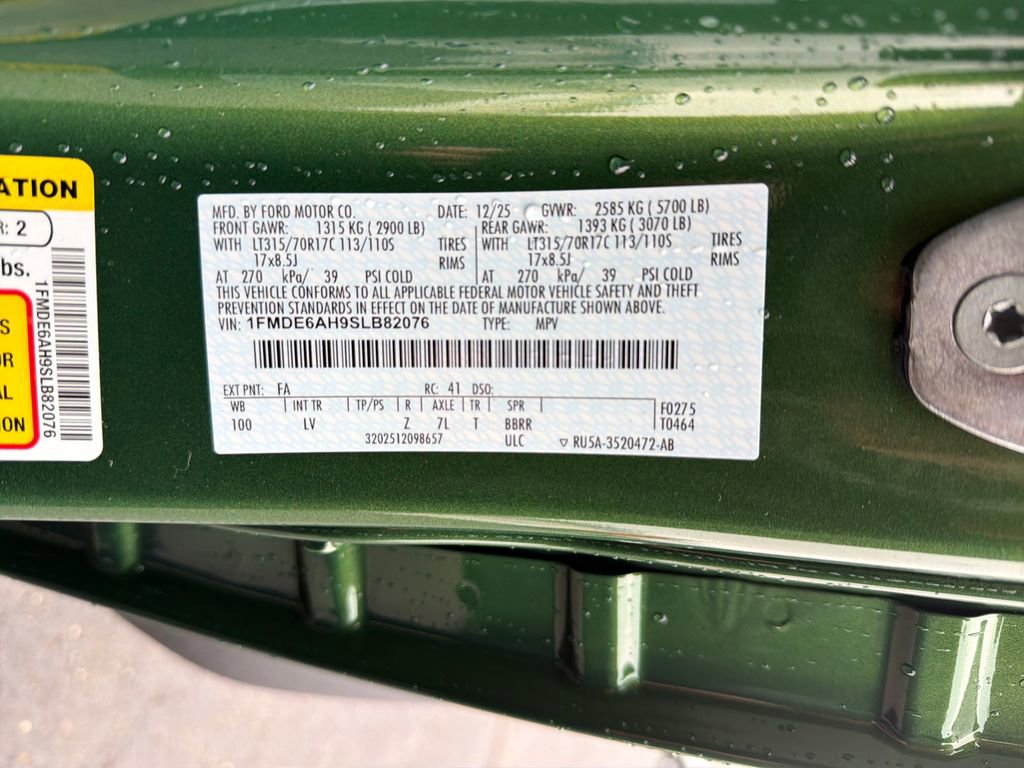 ATION
R: 2
bs.
S
OR
AL
ION
1FMDE6AH9SLB82076
MFD. BY FORD MOTOR CO. DATE: 12/25 GVWR: 2585 KG ( 5700 LB)
FRONT GAWR: 1315 KG ( 2900 LB) REAR GAWR: 1393 KG ( 3070 LB)
WITH LT315/70R17C 113/110S TIRES WITH LT315/70R17C 113/110S TIRES
17x8.5J RIMS 17x8.5J RIMS
AT 270 kPa/ 39 PSI COLD AT 270 kPa/ 39 PSI COLD
THIS VEHICLE CONFORMS TO ALL APPLICABLE FEDERAL MOTOR VEHICLE SAFETY AND THEFT
PREVENTION STANDARDS IN EFFECT ON THE DATE OF MANUFACTURE SHOWN ABOVE.
VIN: 1FMDE6AH9SLB82076 TYPE: MPV
EXT PNT: FA RC: 41 DSO:
WB INT TR TP/PS R AXLE TR SPR F0275
100 LV Z 7L T BBRR T0464
3202512098657 ULC ▽ RU5A-3520472-AB